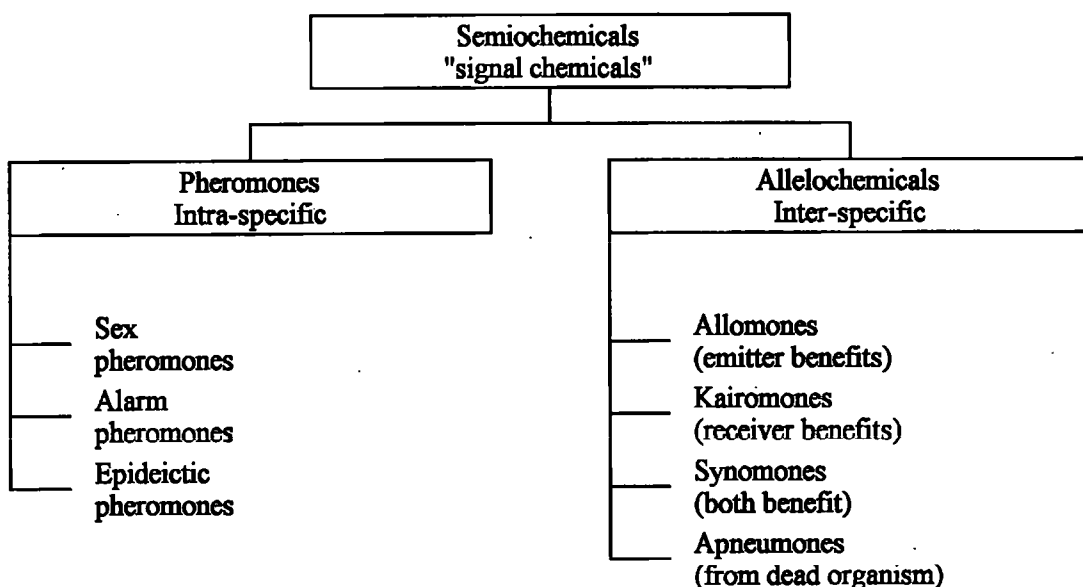 Semiochemicals
"signal chemicals"
Pheromones
Intra-specific
Allelochemicals
Inter-specific
Sex
pheromones
Alarm
pheromones
Epideictic
pheromones
Allomones
(emitter benefits)
Kairomones
(receiver benefits)
Synomones
(both benefit)
Apneumones
(from dead organism)